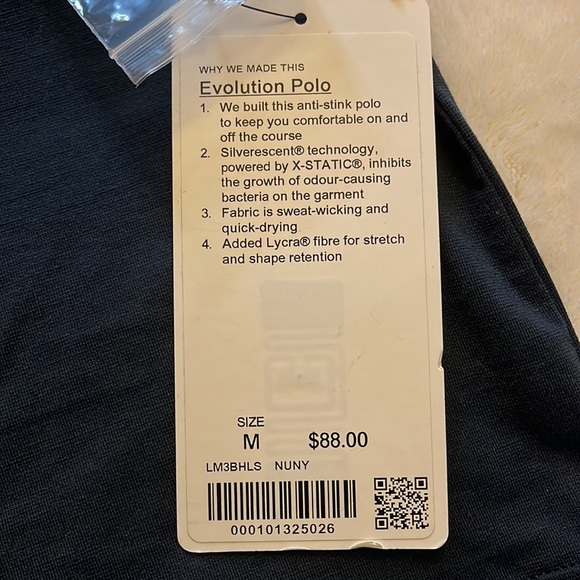 WHY WE MADE THIS
Evolution Polo
1. We built this anti-stink polo
to keep you comfortable on and
off the course
2. Silverescent® technology,
powered by X-STATIC®, inhibits
the growth of odour-causing
bacteria on the garment
3. Fabric is sweat-wicking and
quick-drying
4. Added Lycra® fibre for stretch
and shape retention
SIZE
M $88.00
LM3BHLS NUNY
000101325026